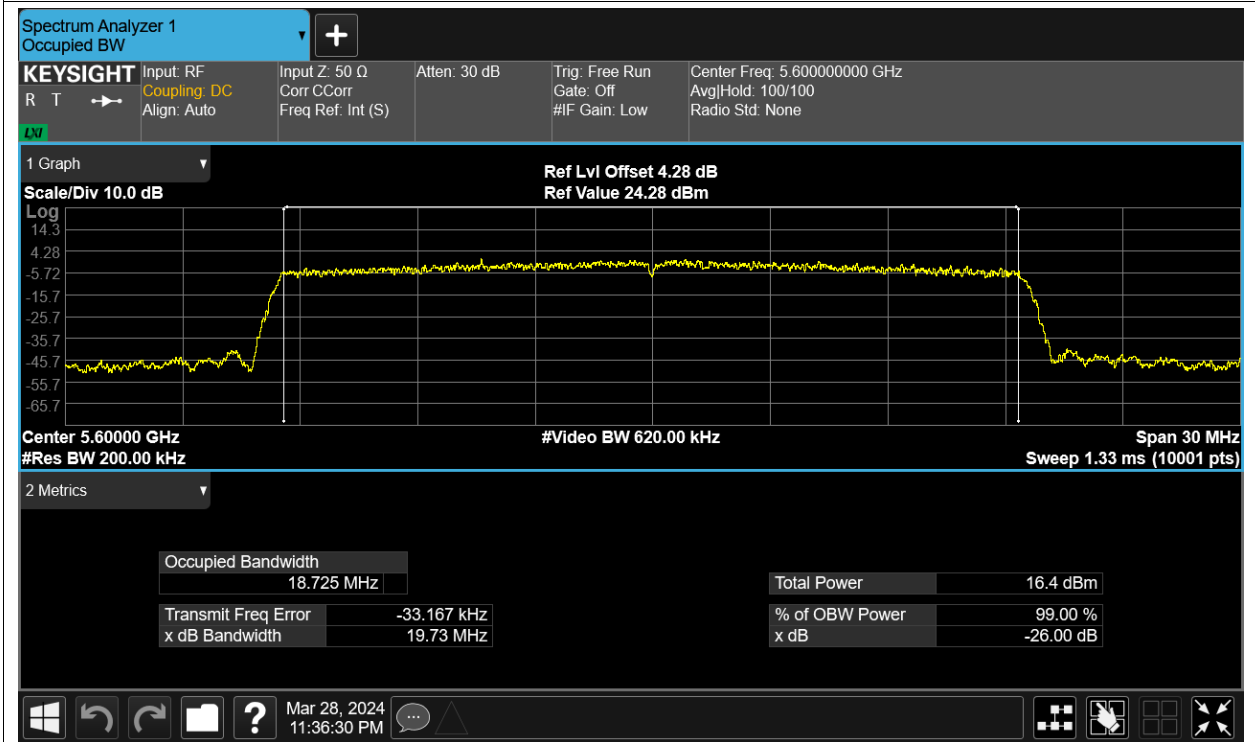 Spectrum Analyzer 1
Occupied BW
KEYSIGHT
R T
LXI
Input: RF
Coupling: DC
Align: Auto
Input Z: 50 Ω
Corr CCorr
Freq Ref: Int (S)
Atten: 30 dB
Trig: Free Run
Gate: Off
#IF Gain: Low
Center Freq: 5.600000000 GHz
Avg|Hold: 100/100
Radio Std: None
1 Graph
Scale/Div 10.0 dB
Ref Lvl Offset 4.28 dB
Ref Value 24.28 dBm
Log
14.3
4.28
-5.72
-15.7
-25.7
-35.7
-45.7
-55.7
-65.7
Center 5.60000 GHz
#Res BW 200.00 kHz
#Video BW 620.00 kHz
Span 30 MHz
Sweep 1.33 ms (10001 pts)
2 Metrics
Occupied Bandwidth
18.725 MHz
Transmit Freq Error -33.167 kHz
x dB Bandwidth 19.73 MHz
Total Power 16.4 dBm
% of OBW Power 99.00 %
x dB -26.00 dB
?
Mar 28, 2024
11:36:30 PM